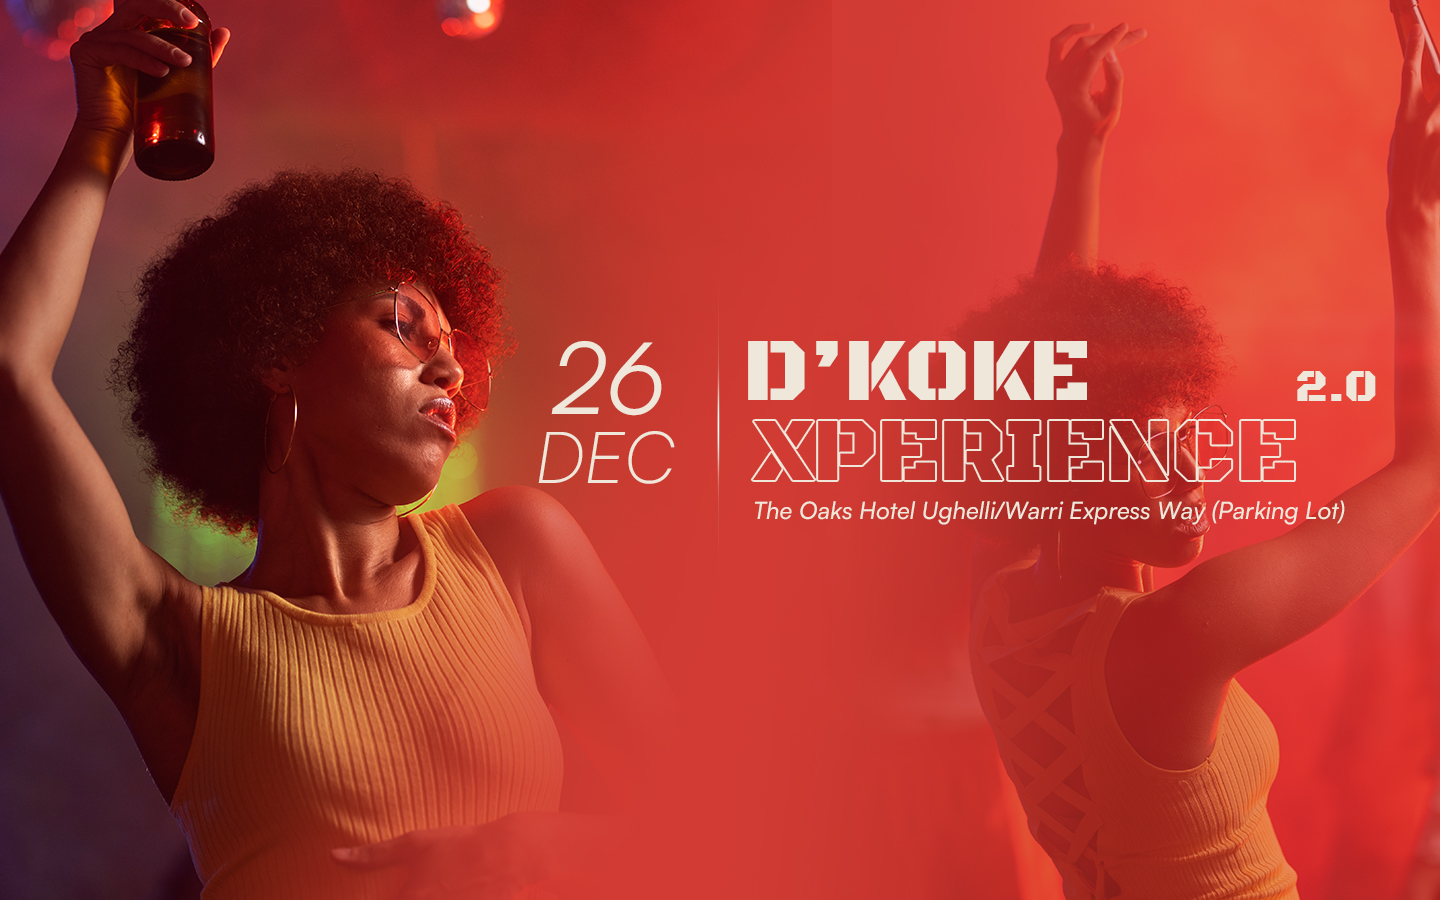 26
DEC
D'KOKE
XPERIENCE
2.0
The Oaks Hotel Ughelli/Warri Express Way (Parking Lot)